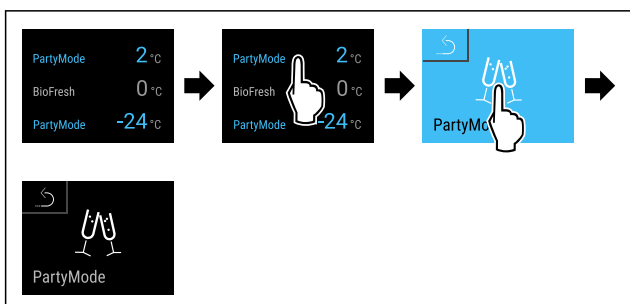 PartyMode 2 °C
BioFresh 0 °C
PartyMode -24 °C
PartyMode 2 °C
BioFresh 0 °C
PartyMode -24 °C
PartyMo
PartyMode